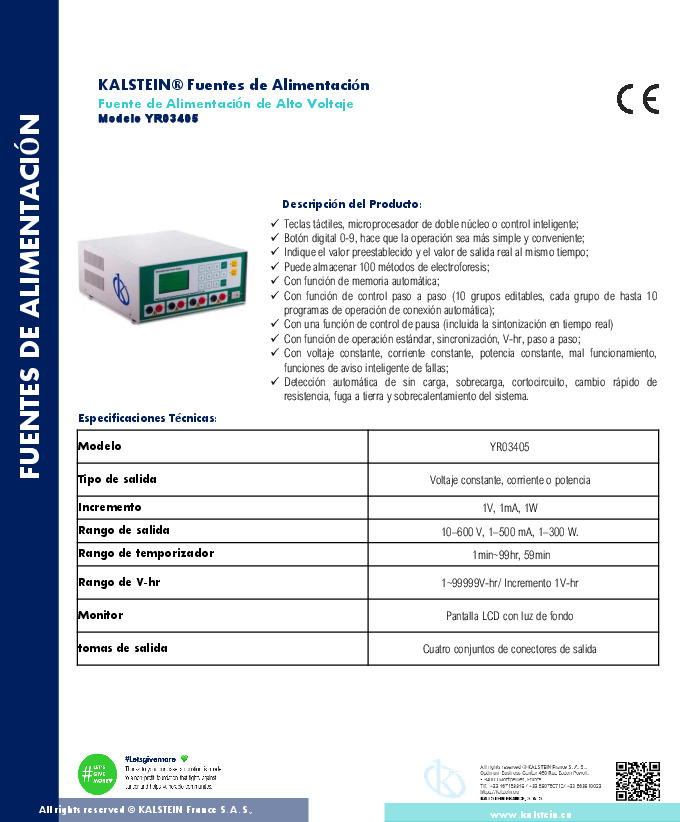 FUENTES DE ALIMENTACIÓN
KALSTEIN® Fuentes de Alimentación
Fuente de Alimentación de Alto Voltaje
Modelo YR03405
CE
Descripción del Producto:
✓ Teclas táctiles, microprocesador de doble núcleo o control inteligente;
✓ Botón digital 0-9, hace que la operación sea más simple y conveniente;
✓ Indique el valor preestablecido y el valor de salida real al mismo tiempo;
✓ Puede almacenar 100 métodos de electroforesis;
✓ Con función de memoria automática;
✓ Con función de control paso a paso (10 grupos editables, cada grupo de hasta 10
programas de operación de conexión automática);
✓ Con una función de control de pausa (incluida la sintonización en tiempo real)
✓ Con función de operación estándar, sincronización, V-hr, paso a paso;
✓ Con voltaje constante, corriente constante, potencia constante, mal funcionamiento,
funciones de aviso inteligente de fallas;
✓ Detección automática de sin carga, sobrecarga, cortocircuito, cambio rápido de
resistencia, fuga a tierra y sobrecalentamiento del sistema.
Especificaciones Técnicas:
Modelo YR03405
Tipo de salida Voltaje constante, corriente o potencia
Incremento 1V, 1mA, 1W
Rango de salida 10–600 V, 1–500 mA, 1–300 W.
Rango de temporizador 1min~99hr, 59min
Rango de V-hr 1~99999V-hr/ Incremento 1V-hr
Monitor Pantalla LCD con luz de fondo
tomas de salida Cuatro conjuntos de conectores de salida
# LET'S
GIVE
MORE
#Letsgivemore
All rights reserved © KALSTEIN France S. A. S.,
KALSTEIN FRANCE, S. A. S
All rights reserved © KALSTEIN France S. A. S.,
www.kalstein.eu